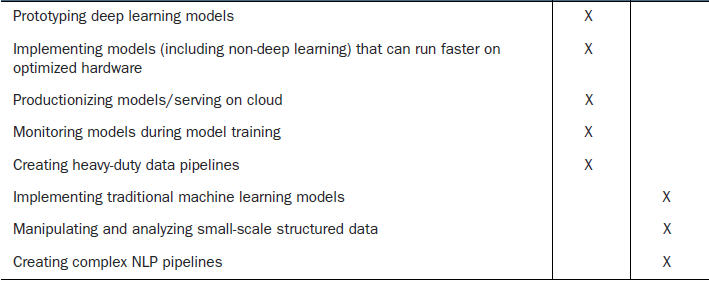 Prototyping deep learning models X
Implementing models (including non-deep learning) that can run faster on X
optimized hardware
Productionizing models/serving on cloud X
Monitoring models during model training X
Creating heavy-duty data pipelines X
Implementing traditional machine learning models X
Manipulating and analyzing small-scale structured data X
Creating complex NLP pipelines X